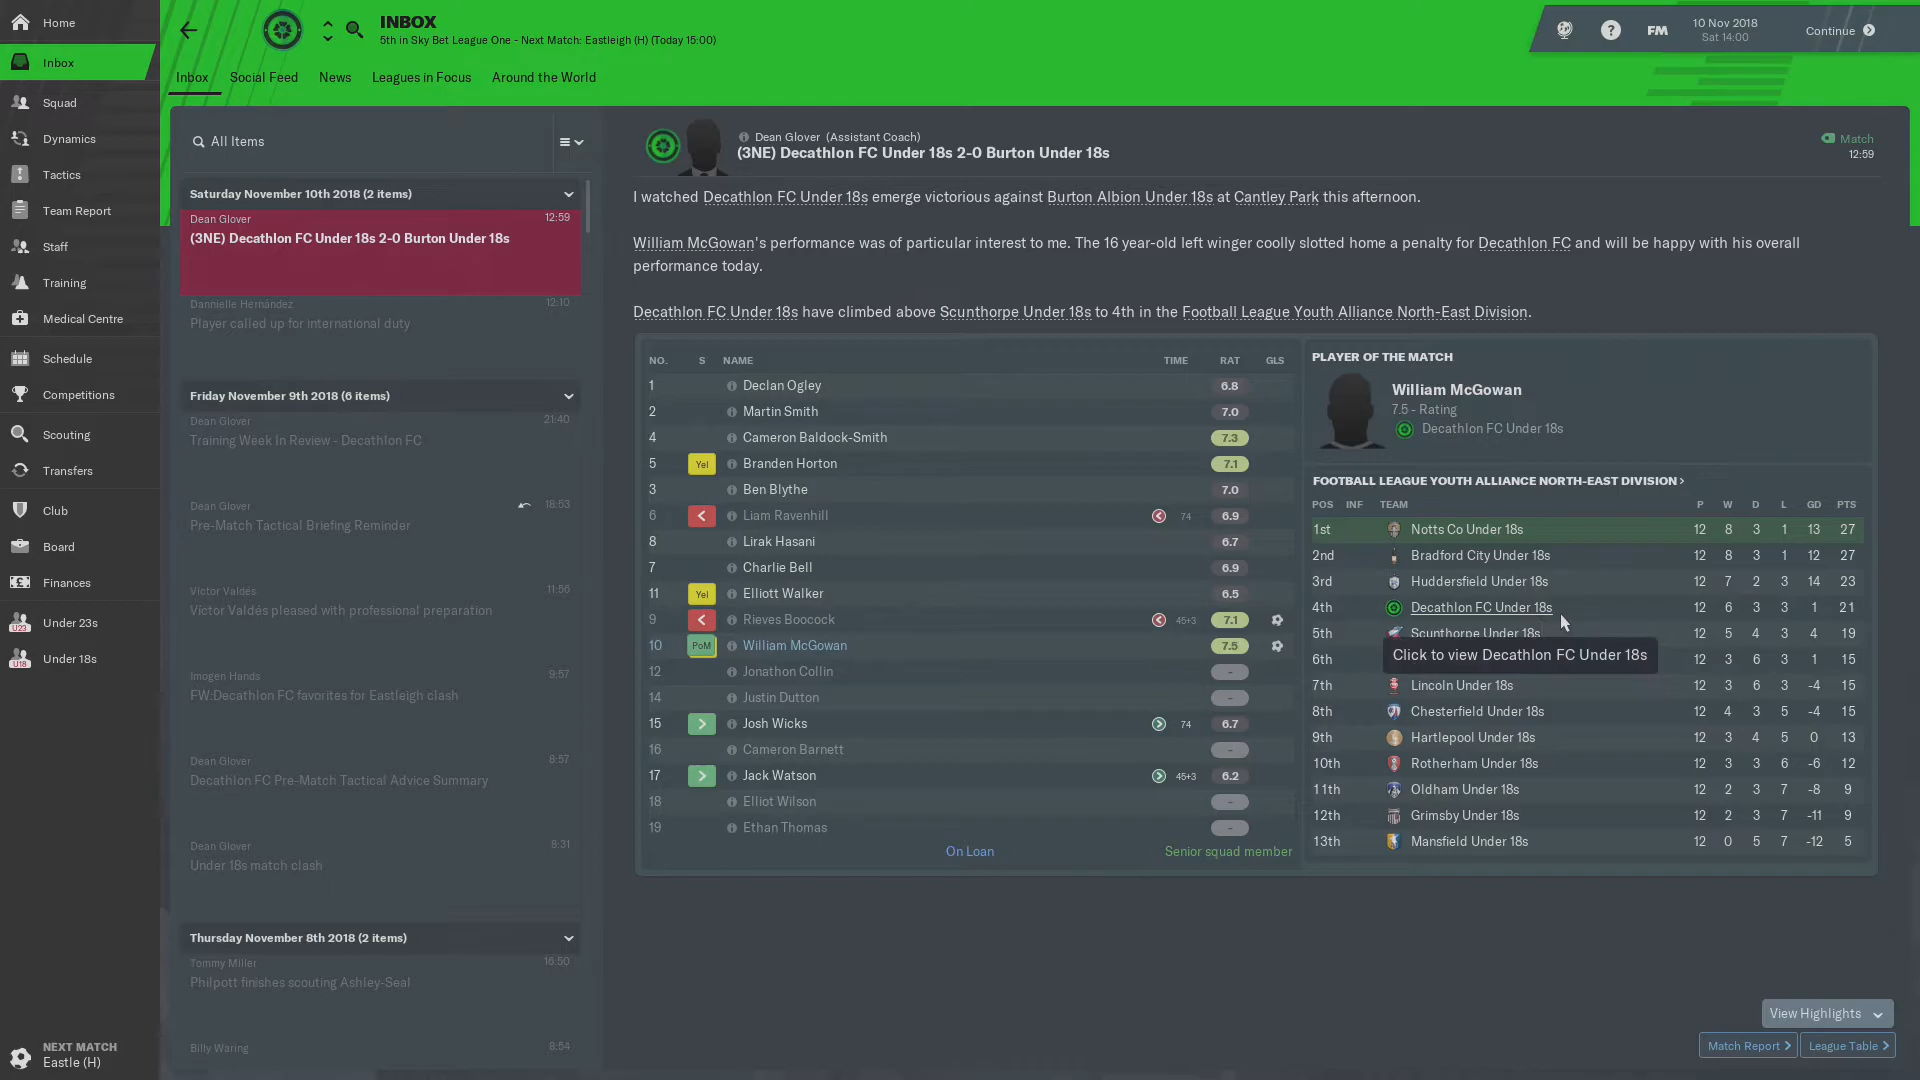 Home
Inbox
Squad
Dynamics
Tactics
Team Report
Staff
Training
Medical Centre
Schedule
Competitions
Scouting
Transfers
Club
Board
Finances
U23 Under 23s
U18 Under 18s
NEXT MATCH
Eastle (H)
INBOX
5th in Sky Bet League One - Next Match: Eastleigh (H) (Today 15:00)
FM
10 Nov 2018
Sat 14:00
Continue
Inbox Social Feed News Leagues in Focus Around the World
All Items
Saturday November 10th 2018 (2 items)
Dean Glover 12:59
(3NE) Decathlon FC Under 18s 2-0 Burton Under 18s
Dannielle Hernández 12:10
Player called up for international duty
Friday November 9th 2018 (6 items)
Dean Glover 21:40
Training Week In Review - Decathlon FC
Dean Glover 18:53
Pre-Match Tactical Briefing Reminder
Víctor Valdés 11:56
Víctor Valdés pleased with professional preparation
Imogen Hands 9:57
FW:Decathlon FC favorites for Eastleigh clash
Dean Glover 8:57
Decathlon FC Pre-Match Tactical Advice Summary
Dean Glover 8:31
Under 18s match clash
Thursday November 8th 2018 (2 items)
Tommy Miller 16:50
Philpott finishes scouting Ashley-Seal
Billy Waring 8:54
Dean Glover (Assistant Coach)
(3NE) Decathlon FC Under 18s 2-0 Burton Under 18s
Match
12:59
I watched Decathlon FC Under 18s emerge victorious against Burton Albion Under 18s at Cantley Park this afternoon.
William McGowan's performance was of particular interest to me. The 16 year-old left winger coolly slotted home a penalty for Decathlon FC and will be happy with his overall
performance today.
Decathlon FC Under 18s have climbed above Scunthorpe Under 18s to 4th in the Football League Youth Alliance North-East Division.
NO. S NAME TIME RAT GLS
1 Declan Ogley 6.8
2 Martin Smith 7.0
4 Cameron Baldock-Smith 7.3
5 Yel Branden Horton 7.1
3 Ben Blythe 7.0
6 Liam Ravenhill 74 6.9
8 Lirak Hasani 6.7
7 Charlie Bell 6.9
11 Yel Elliott Walker 6.5
9 Rieves Boocock 45+3 7.1
10 PoM William McGowan 7.5
12 Jonathon Collin -
14 Justin Dutton -
15 Josh Wicks 74 6.7
16 Cameron Barnett -
17 Jack Watson 45+3 6.2
18 Elliot Wilson -
19 Ethan Thomas -
On Loan Senior squad member
PLAYER OF THE MATCH
William McGowan
7.5 - Rating
Decathlon FC Under 18s
FOOTBALL LEAGUE YOUTH ALLIANCE NORTH-EAST DIVISION >
POS INF TEAM P W D L GD PTS
1st Notts Co Under 18s 12 8 3 1 13 27
2nd Bradford City Under 18s 12 8 3 1 12 27
3rd Huddersfield Under 18s 12 7 2 3 14 23
4th Decathlon FC Under 18s 12 6 3 3 1 21
5th Scunthorpe Under 18s 12 5 4 3 4 19
Click to view Decathlon FC Under 18s
6th 12 3 6 3 1 15
7th Lincoln Under 18s 12 3 6 3 -4 15
8th Chesterfield Under 18s 12 4 3 5 -4 15
9th Hartlepool Under 18s 12 3 4 5 0 13
10th Rotherham Under 18s 12 3 3 6 -6 12
11th Oldham Under 18s 12 2 3 7 -8 9
12th Grimsby Under 18s 12 2 3 7 -11 9
13th Mansfield Under 18s 12 0 5 7 -12 5
View Highlights
Match Report > League Table >